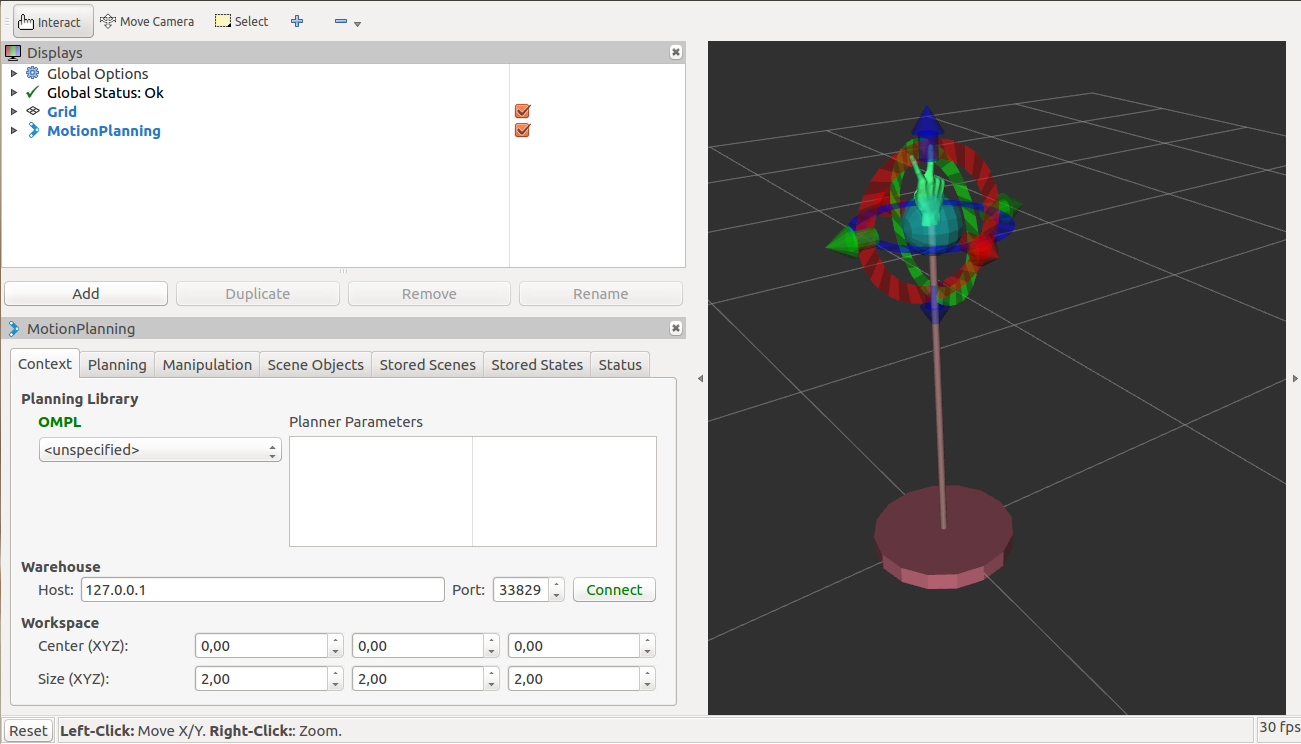 Interact Move Camera Select
Displays
Global Options
Global Status: Ok
Grid
MotionPlanning
Add Duplicate Remove Rename
MotionPlanning
Context Planning Manipulation Scene Objects Stored Scenes Stored States Status
Planning Library
OMPL Planner Parameters
<unspecified>
Warehouse
Host: 127.0.0.1 Port: 33829 Connect
Workspace
Center (XYZ): 0,00 0,00 0,00
Size (XYZ): 2,00 2,00 2,00
Reset Left-Click: Move X/Y. Right-Click:: Zoom. 30 fps